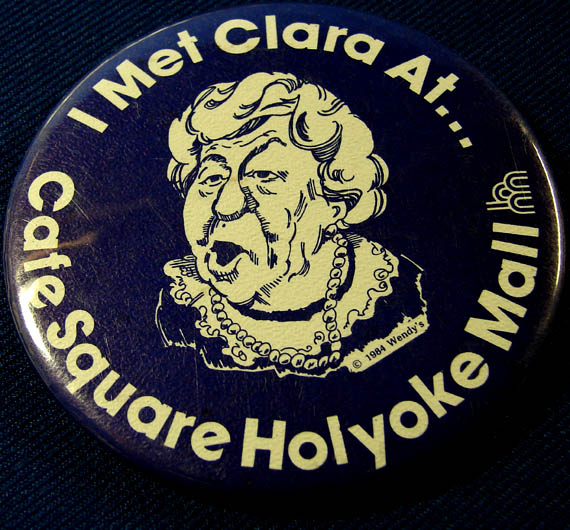 I Met Clara At...
Cafe Square Holyoke Mall
© 1984 Wendy's